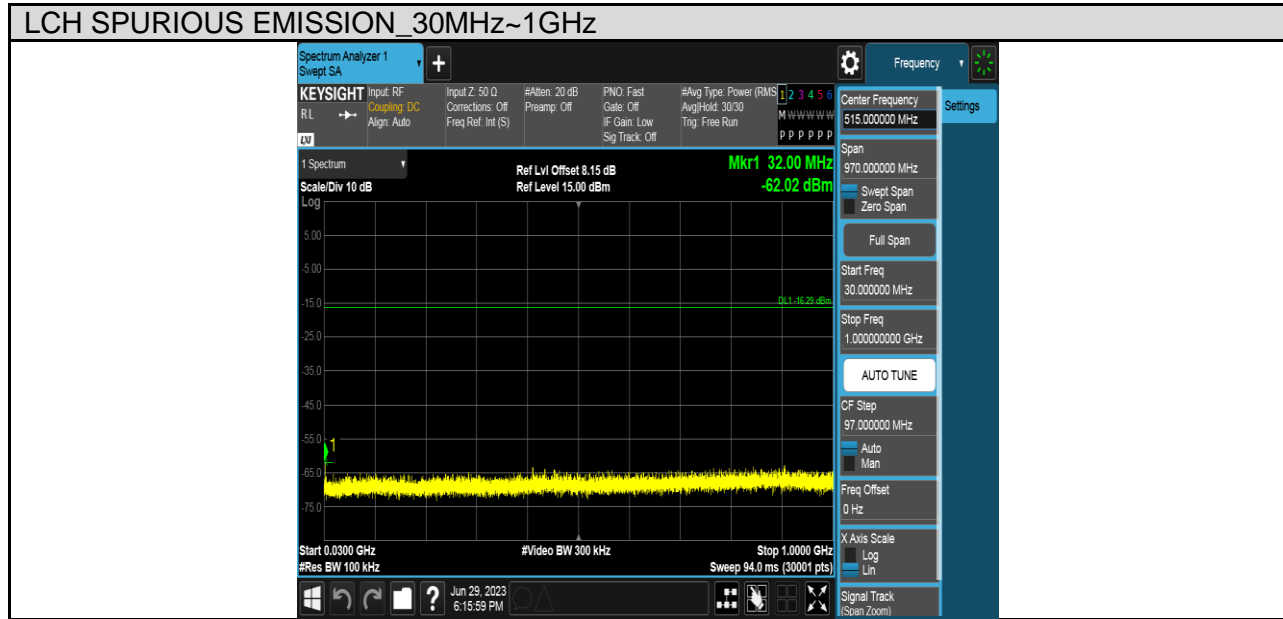 LCH SPURIOUS EMISSION_30MHz~1GHz
Spectrum Analyzer 1
Swept SA
+
Frequency
KEYSIGHT
RL
LXI
Input: RF
Coupling: DC
Align: Auto
Input Z: 50 Ω
Corrections: Off
Freq Ref: Int (S)
#Atten: 20 dB
Preamp: Off
PNO: Fast
Gate: Off
IF Gain: Low
Sig Track: Off
#Avg Type: Power (RMS
Avg|Hold: 30/30
Trig: Free Run
1 2 3 4 5 6
M W W W W W
P P P P P P
Center Frequency
515.000000 MHz
Settings
Span
970.000000 MHz
Swept Span
Zero Span
Full Span
Start Freq
30.000000 MHz
Stop Freq
1.000000000 GHz
AUTO TUNE
CF Step
97.000000 MHz
Auto
Man
Freq Offset
0 Hz
X Axis Scale
Log
Lin
Signal Track
(Span Zoom)
1 Spectrum
Scale/Div 10 dB
Log
Ref Lvl Offset 8.15 dB
Ref Level 15.00 dBm
Mkr1 32.00 MHz
-62.02 dBm
5.00
-5.00
-15.0
DL1 -16.29 dBm
-25.0
-35.0
-45.0
-55.0
1
-65.0
-75.0
Start 0.0300 GHz
#Res BW 100 kHz
#Video BW 300 kHz
Stop 1.0000 GHz
Sweep 94.0 ms (30001 pts)
?
Jun 29, 2023
6:15:59 PM